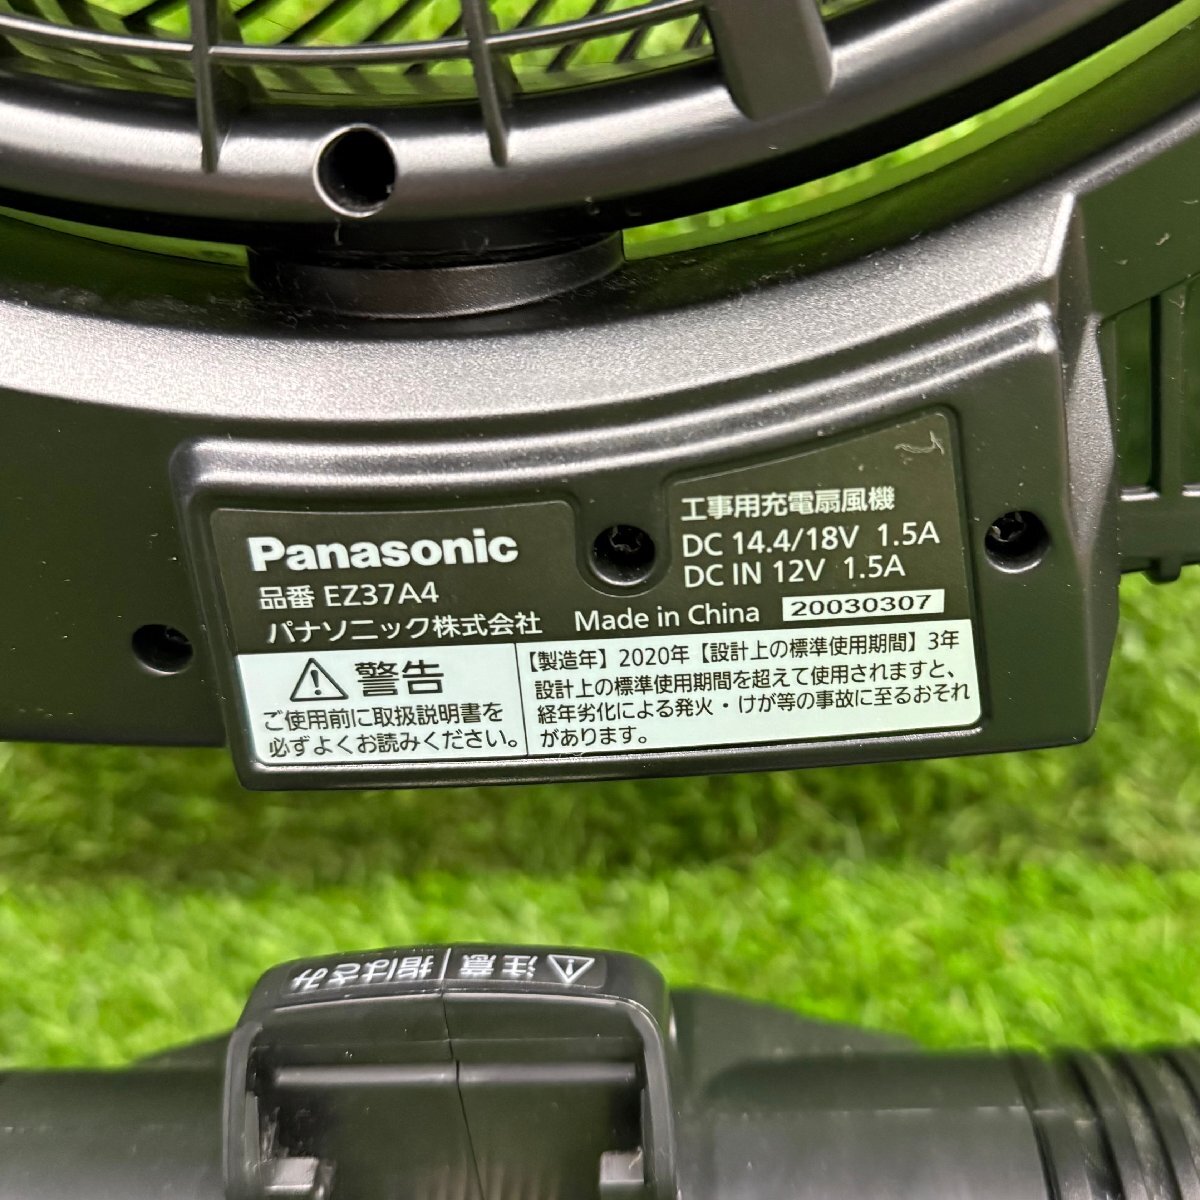 Panasonic
品番 EZ37A4
パナソニック株式会社
工事用充電扇風機
DC 14.4/18V 1.5A
DC IN 12V 1.5A
Made in China 20030307
⚠ 警告
ご使用前に取扱説明書を
必ずよくお読みください。
【製造年】2020年【設計上の標準使用期間】3年
設計上の標準使用期間を超えて使用されますと、
経年劣化による発火・けが等の事故に至るおそれ
があります。
⚠ 注意 指はさみ